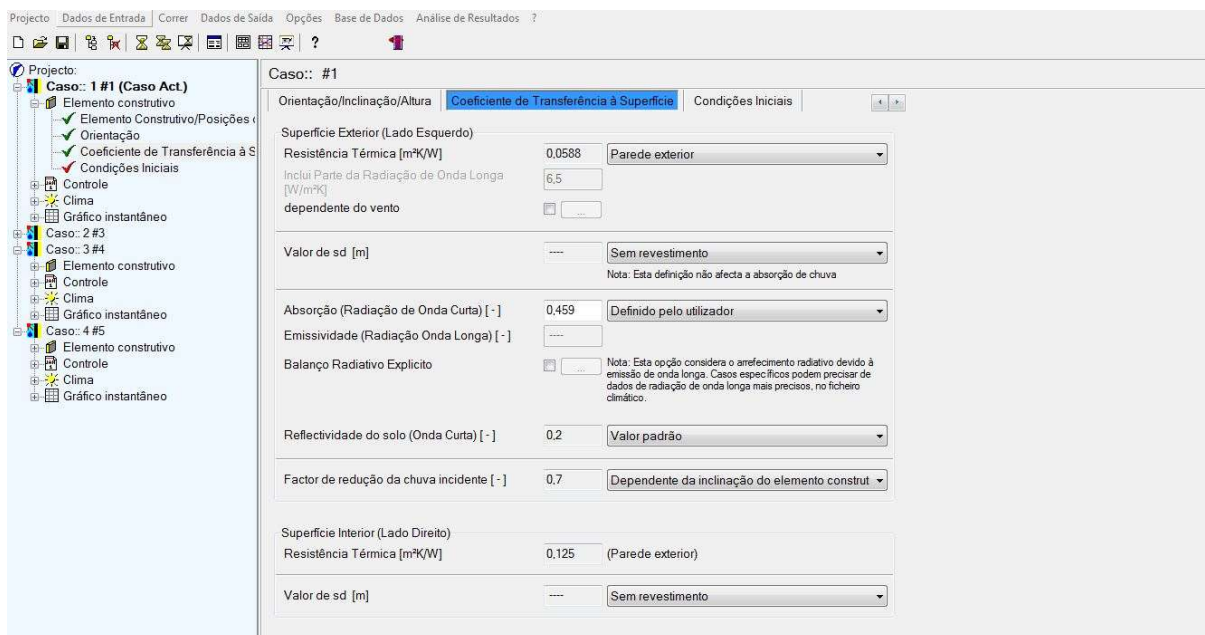 Projecto Dados de Entrada Correr Dados de Saída Opções Base de Dados Análise de Resultados ?
?
Projecto:
Caso:: 1 #1 (Caso Act.)
Elemento construtivo
Elemento Construtivo/Posições
Orientação
Coeficiente de Transferência à S
Condições Iniciais
Controle
Clima
Gráfico instantâneo
Caso:: 2 #3
Caso:: 3 #4
Elemento construtivo
Controle
Clima
Gráfico instantâneo
Caso:: 4 #5
Elemento construtivo
Controle
Clima
Gráfico instantâneo
Caso:: #1
Orientação/Inclinação/Altura Coeficiente de Transferência à Superfície Condições Iniciais
Superfície Exterior (Lado Esquerdo)
Resistência Térmica [m²K/W] 0,0588 Parede exterior
Inclui Parte da Radiação de Onda Longa
[W/m²K] 6,5
dependente do vento ...
Valor de sd [m] ---- Sem revestimento
Nota: Esta definição não afecta a absorção de chuva
Absorção (Radiação de Onda Curta) [ - ] 0,459 Definido pelo utilizador
Emissividade (Radiação Onda Longa) [ - ] ----
Balanço Radiativo Explicito ...
Nota: Esta opção considera o arrefecimento radiativo devido à
emissão de onda longa. Casos específicos podem precisar de
dados de radiação de onda longa mais precisos, no ficheiro
climático.
Reflectividade do solo (Onda Curta) [ - ] 0,2 Valor padrão
Factor de redução da chuva incidente [ - ] 0,7 Dependente da inclinação do elemento construt
Superfície Interior (Lado Direito)
Resistência Térmica [m²K/W] 0,125 (Parede exterior)
Valor de sd [m] ---- Sem revestimento